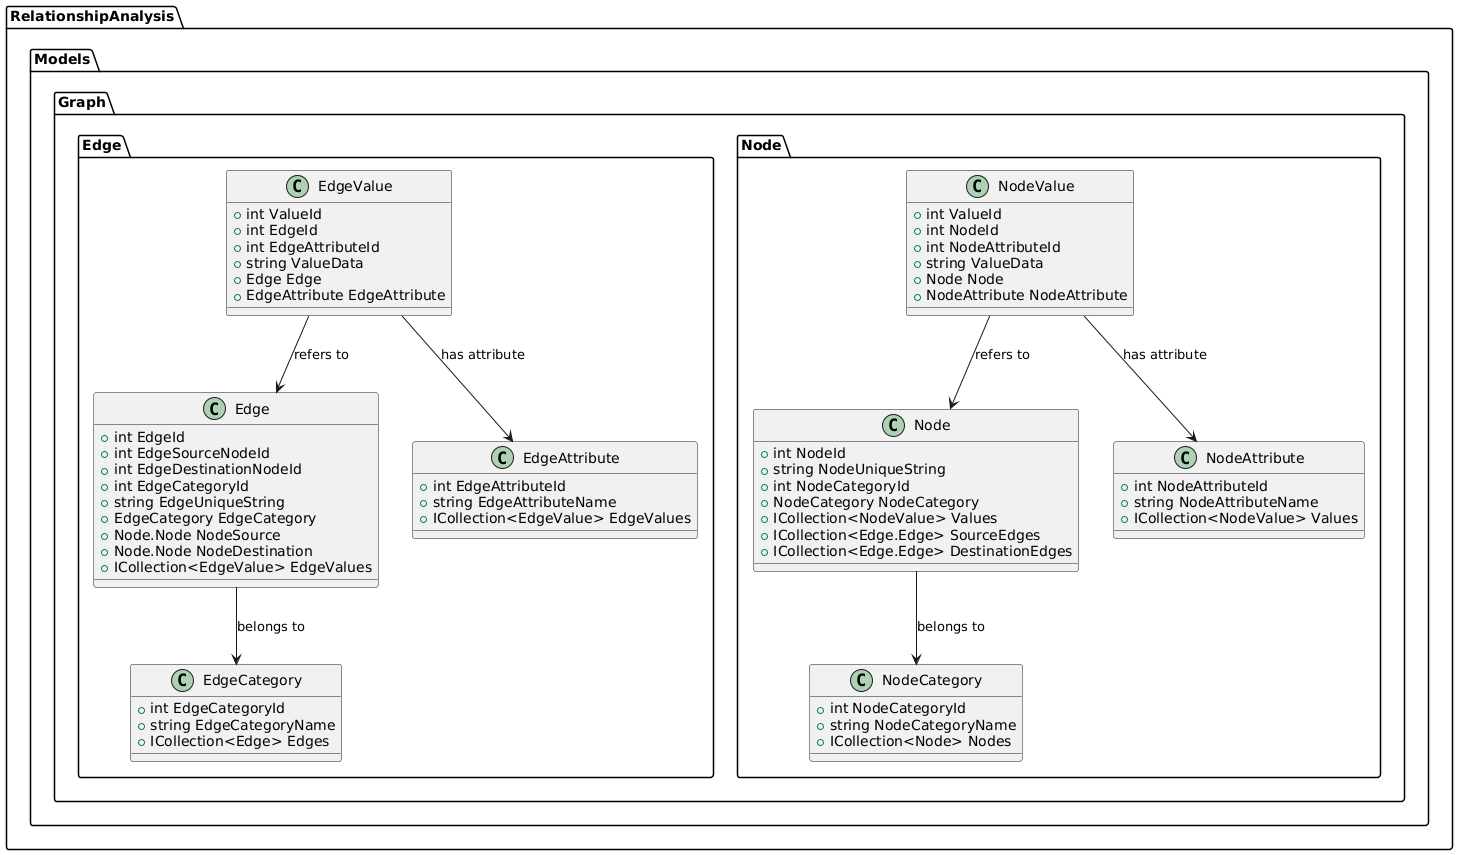 RelationshipAnalysis
Models
Graph
Edge
C EdgeValue
int ValueId
int EdgeId
int EdgeAttributeId
string ValueData
Edge Edge
EdgeAttribute EdgeAttribute
refers to
has attribute
C Edge
int EdgeId
int EdgeSourceNodeId
int EdgeDestinationNodeId
int EdgeCategoryId
string EdgeUniqueString
EdgeCategory EdgeCategory
Node.Node NodeSource
Node.Node NodeDestination
ICollection<EdgeValue> EdgeValues
C EdgeAttribute
int EdgeAttributeId
string EdgeAttributeName
ICollection<EdgeValue> EdgeValues
belongs to
C EdgeCategory
int EdgeCategoryId
string EdgeCategoryName
ICollection<Edge> Edges
Node
C NodeValue
int ValueId
int NodeId
int NodeAttributeId
string ValueData
Node Node
NodeAttribute NodeAttribute
refers to
has attribute
C Node
int NodeId
string NodeUniqueString
int NodeCategoryId
NodeCategory NodeCategory
ICollection<NodeValue> Values
ICollection<Edge.Edge> SourceEdges
ICollection<Edge.Edge> DestinationEdges
C NodeAttribute
int NodeAttributeId
string NodeAttributeName
ICollection<NodeValue> Values
belongs to
C NodeCategory
int NodeCategoryId
string NodeCategoryName
ICollection<Node> Nodes